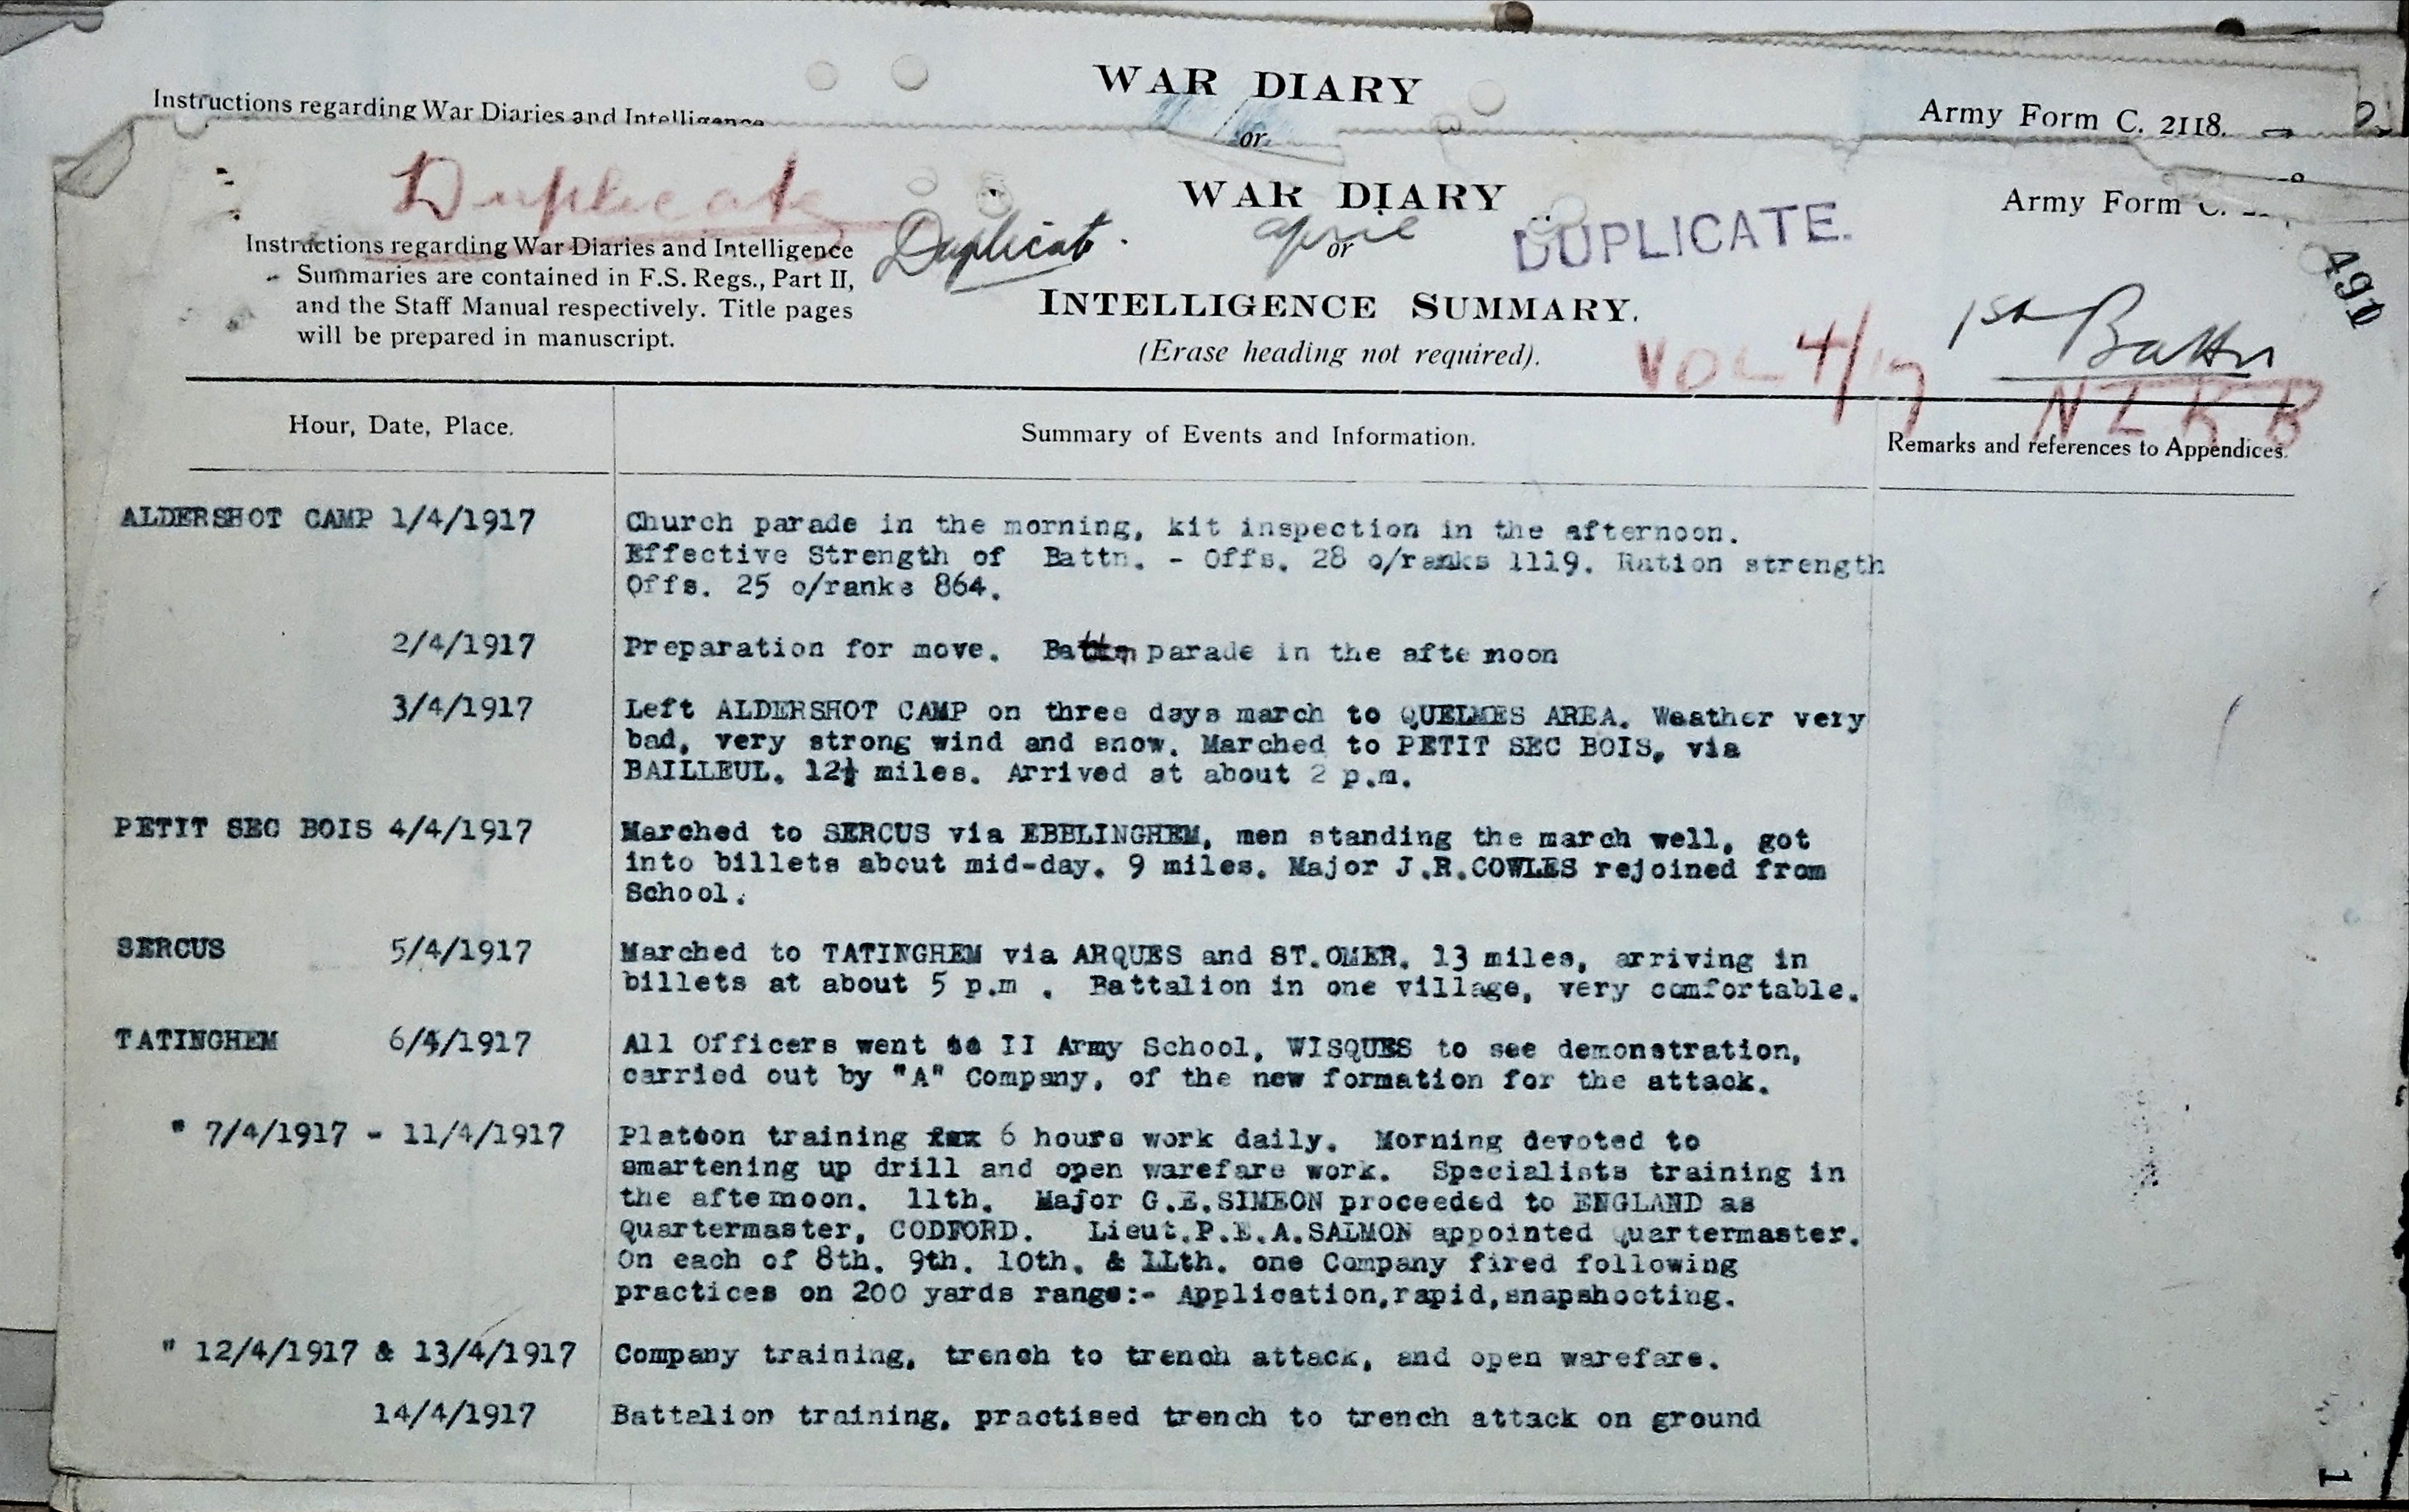 WAR DIARY
Instructions regarding War Diaries and Intelligence
Army Form C. 2118.
or
Duplicate
WAR DIARY
Army Form C.
Duplicat.
april
or
DUPLICATE.
Instructions regarding War Diaries and Intelligence
Summaries are contained in F.S. Regs., Part II,
and the Staff Manual respectively. Title pages
will be prepared in manuscript.
INTELLIGENCE SUMMARY.
(Erase heading not required).
VOL 4/17
1st Battn
NZRB
490
Hour, Date, Place.
Summary of Events and Information.
Remarks and references to Appendices.
ALDERSHOT CAMP 1/4/1917 Church parade in the morning, kit inspection in the afternoon.
Effective Strength of Battn. - Offs. 28 o/ranks 1119. Ration strength
Offs. 25 o/ranks 864.
2/4/1917 Preparation for move. Battn parade in the afte noon
3/4/1917 Left ALDERSHOT CAMP on three days march to QUELMES AREA. Weather very
bad, very strong wind and snow. Marched to PETIT SEC BOIS, via
BAILLEUL. 12½ miles. Arrived at about 2 p.m.
PETIT SEC BOIS 4/4/1917 Marched to SERCUS via EBBLINGHEM, men standing the march well, got
into billets about mid-day. 9 miles. Major J.R.COWLES rejoined from
School.
SERCUS 5/4/1917 Marched to TATINGHEM via ARQUES and ST.OMER. 13 miles, arriving in
billets at about 5 p.m . Battalion in one village, very comfortable.
TATINGHEM 6/4/1917 All Officers went to II Army School, WISQUES to see demonstration,
carried out by "A" Company, of the new formation for the attack.
" 7/4/1917 - 11/4/1917 Platoon training 6 hours work daily. Morning devoted to
smartening up drill and open warefare work. Specialists training in
the afte noon. 11th. Major G.E.SIMEON proceeded to ENGLAND as
Quartermaster, CODFORD. Lieut.P.E.A.SALMON appointed Quartermaster.
On each of 8th. 9th. 10th. & 11th. one Company fired following
practices on 200 yards range:- Application,rapid,snapshooting.
" 12/4/1917 & 13/4/1917 Company training, trench to trench attack, and open warefare.
14/4/1917 Battalion training, practised trench to trench attack on ground
1